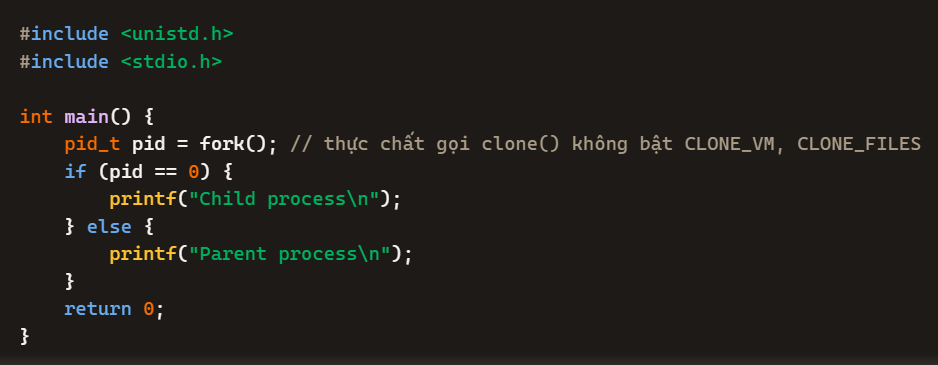 #include <unistd.h>
#include <stdio.h>

int main() {
    pid_t pid = fork(); // thực chất gọi clone() không bật CLONE_VM, CLONE_FILES
    if (pid == 0) {
        printf("Child process\n");
    } else {
        printf("Parent process\n");
    }
    return 0;
}